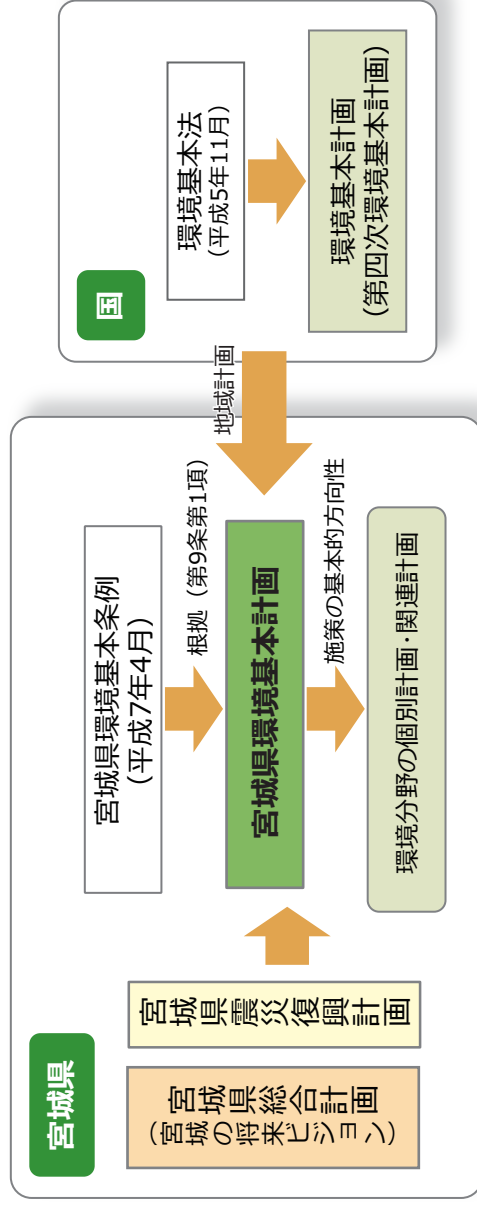 宮城県
宮城県総合計画
(宮城の将来ビジョン)
宮城県震災復興計画
宮城県環境基本条例
(平成7年4月)
根拠(第9条第1項)
宮城県環境基本計画
施策の基本的方向性
環境分野の個別計画・関連計画
地域計画
国
環境基本法
(平成5年11月)
環境基本計画
(第四次環境基本計画)